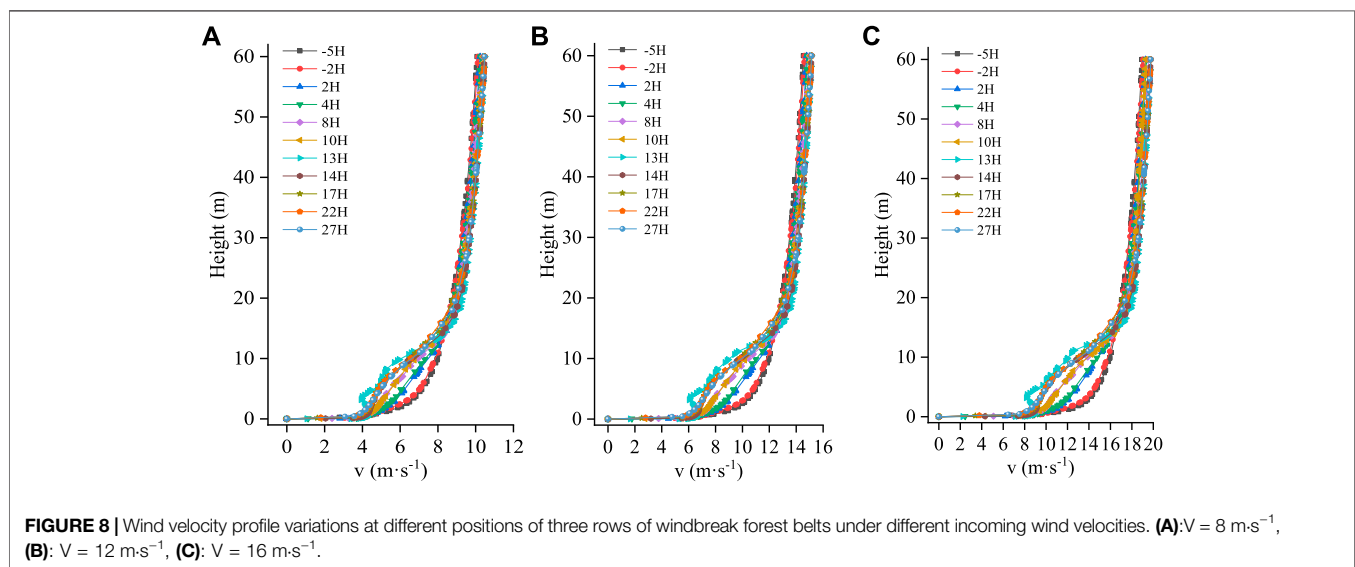 A
-5H
-2H
2H
4H
8H
10H
13H
14H
17H
22H
27H
Height (m)
60
50
40
30
20
10
0
0 2 4 6 8 10 12
v (m·s⁻¹)
B
-5H
-2H
2H
4H
8H
10H
13H
14H
17H
22H
27H
Height (m)
60
50
40
30
20
10
0
0 2 4 6 8 10 12 14 16
v (m·s⁻¹)
C
-5H
-2H
2H
4H
8H
10H
13H
14H
17H
22H
27H
Height (m)
60
50
40
30
20
10
0
0 2 4 6 8 10 12 14 16 18 20
v (m·s⁻¹)
FIGURE 8 | Wind velocity profile variations at different positions of three rows of windbreak forest belts under different incoming wind velocities. (A):V = 8 m·s⁻¹,
(B): V = 12 m·s⁻¹, (C): V = 16 m·s⁻¹.